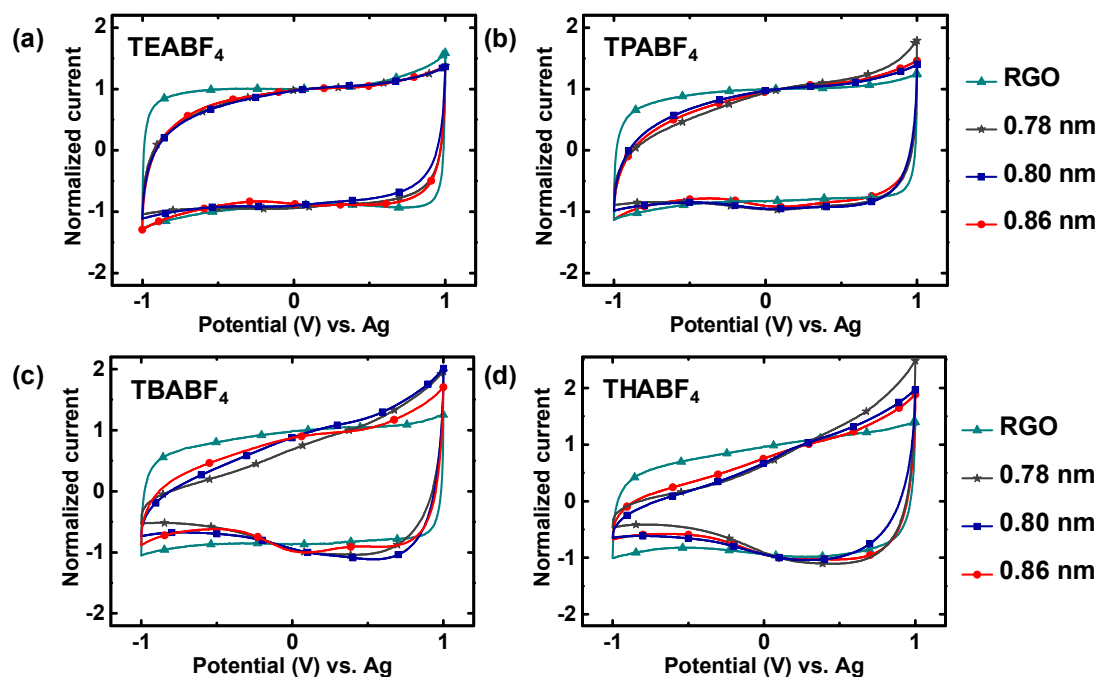 (a)
TEABF4
Normalized current
2
1
0
-1
-2
-1
0
1
Potential (V) vs. Ag
(b)
TPABF4
Normalized current
2
1
0
-1
-2
-1
0
1
Potential (V) vs. Ag
RGO
0.78 nm
0.80 nm
0.86 nm
(c)
TBABF4
Normalized current
2
1
0
-1
-2
-1
0
1
Potential (V) vs. Ag
(d)
THABF4
Normalized current
2
1
0
-1
-2
-1
0
1
Potential (V) vs. Ag
RGO
0.78 nm
0.80 nm
0.86 nm